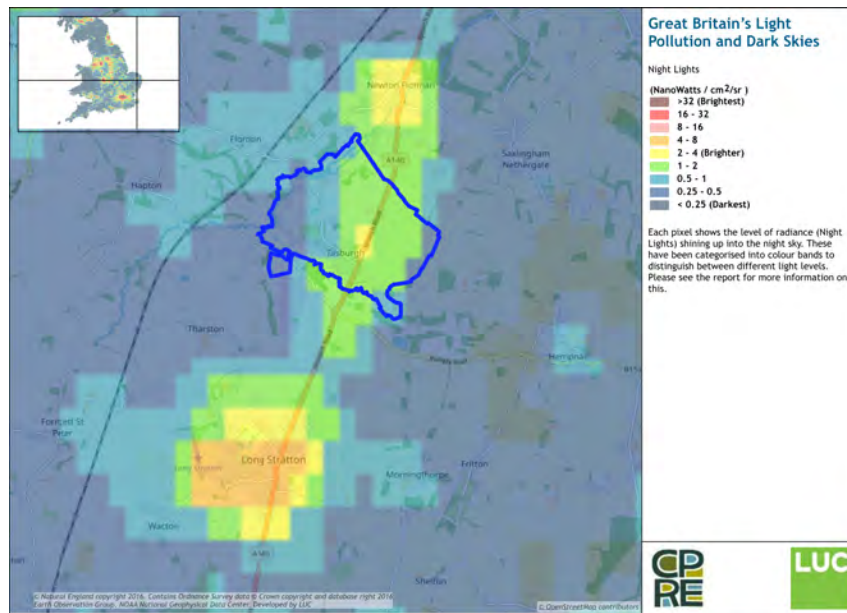 Great Britain's Light
Pollution and Dark Skies
Night Lights
(NanoWatts / cm2/sr )
>32 (Brightest)
16 - 32
8 - 16
4 - 8
2 - 4 (Brighter)
1 - 2
0.5 - 1
0.25 - 0.5
< 0.25 (Darkest)
Each pixel shows the level of radiance (Night
Lights) shining up into the night sky. These
have been categorised into colour bands to
distinguish between different light levels.
Please see the report for more information on
this.
Newton Flotman
Flordon
A140
Saxlingham
Nethergate
Hapton
Tasburgh
Tharston
Hempnall
Forncett St
Peter
Long Stratton
Long Stratton
Fritton
Morningthorpe
Wacton
A140
Shelton
© Natural England copyright 2016. Contains Ordnance Survey data © Crown copyright and database right 2016
Earth Observation Group, NOAA National Geophysical Data Center. Developed by LUC
© OpenStreetMap contributors
CP
RE
LUC